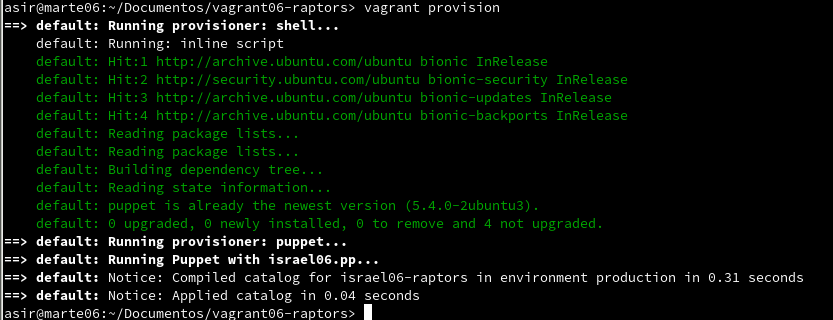 asir@marte06:~/Documentos/vagrant06-raptors> vagrant provision
==> default: Running provisioner: shell...
    default: Running: inline script
    default: Hit:1 http://archive.ubuntu.com/ubuntu bionic InRelease
    default: Hit:2 http://security.ubuntu.com/ubuntu bionic-security InRelease
    default: Hit:3 http://archive.ubuntu.com/ubuntu bionic-updates InRelease
    default: Hit:4 http://archive.ubuntu.com/ubuntu bionic-backports InRelease
    default: Reading package lists...
    default: Reading package lists...
    default: Building dependency tree...
    default: Reading state information...
    default: puppet is already the newest version (5.4.0-2ubuntu3).
    default: 0 upgraded, 0 newly installed, 0 to remove and 4 not upgraded.
==> default: Running provisioner: puppet...
==> default: Running Puppet with israel06.pp...
==> default: Notice: Compiled catalog for israel06-raptors in environment production in 0.31 seconds
==> default: Notice: Applied catalog in 0.04 seconds
asir@marte06:~/Documentos/vagrant06-raptors>